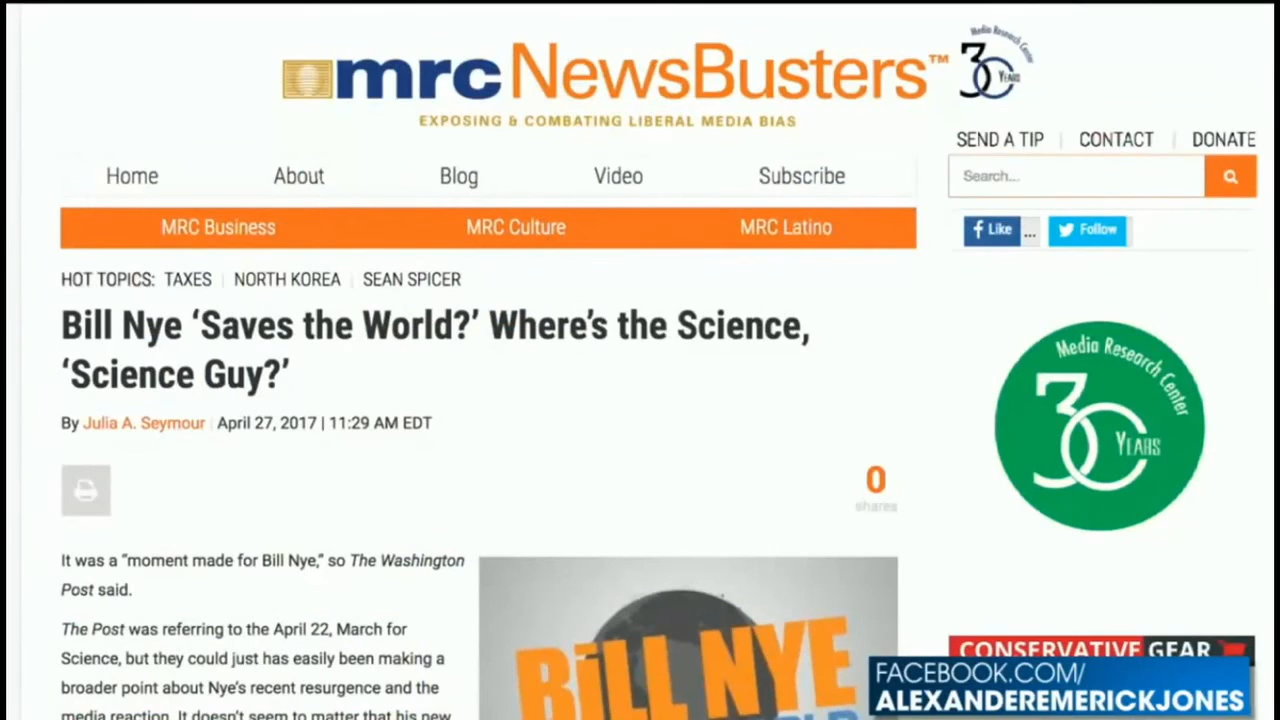 mrc NewsBusters™
Media Research Center
30 YEARS
EXPOSING & COMBATING LIBERAL MEDIA BIAS
SEND A TIP | CONTACT | DONATE
Home About Blog Video Subscribe
Search...
MRC Business MRC Culture MRC Latino
Like ... Follow
HOT TOPICS: TAXES | NORTH KOREA | SEAN SPICER
Bill Nye ‘Saves the World?’ Where’s the Science,
‘Science Guy?’
By Julia A. Seymour | April 27, 2017 | 11:29 AM EDT
Media Research Center
30 YEARS
0
shares
It was a “moment made for Bill Nye,” so The Washington
Post said.
The Post was referring to the April 22, March for
Science, but they could just has easily been making a
broader point about Nye’s recent resurgence and the
media reaction. It doesn’t seem to matter that his new
BiLL NYE
CONSERVATIVE GEAR
FACEBOOK.COM/
ALEXANDEREMERICKJONES